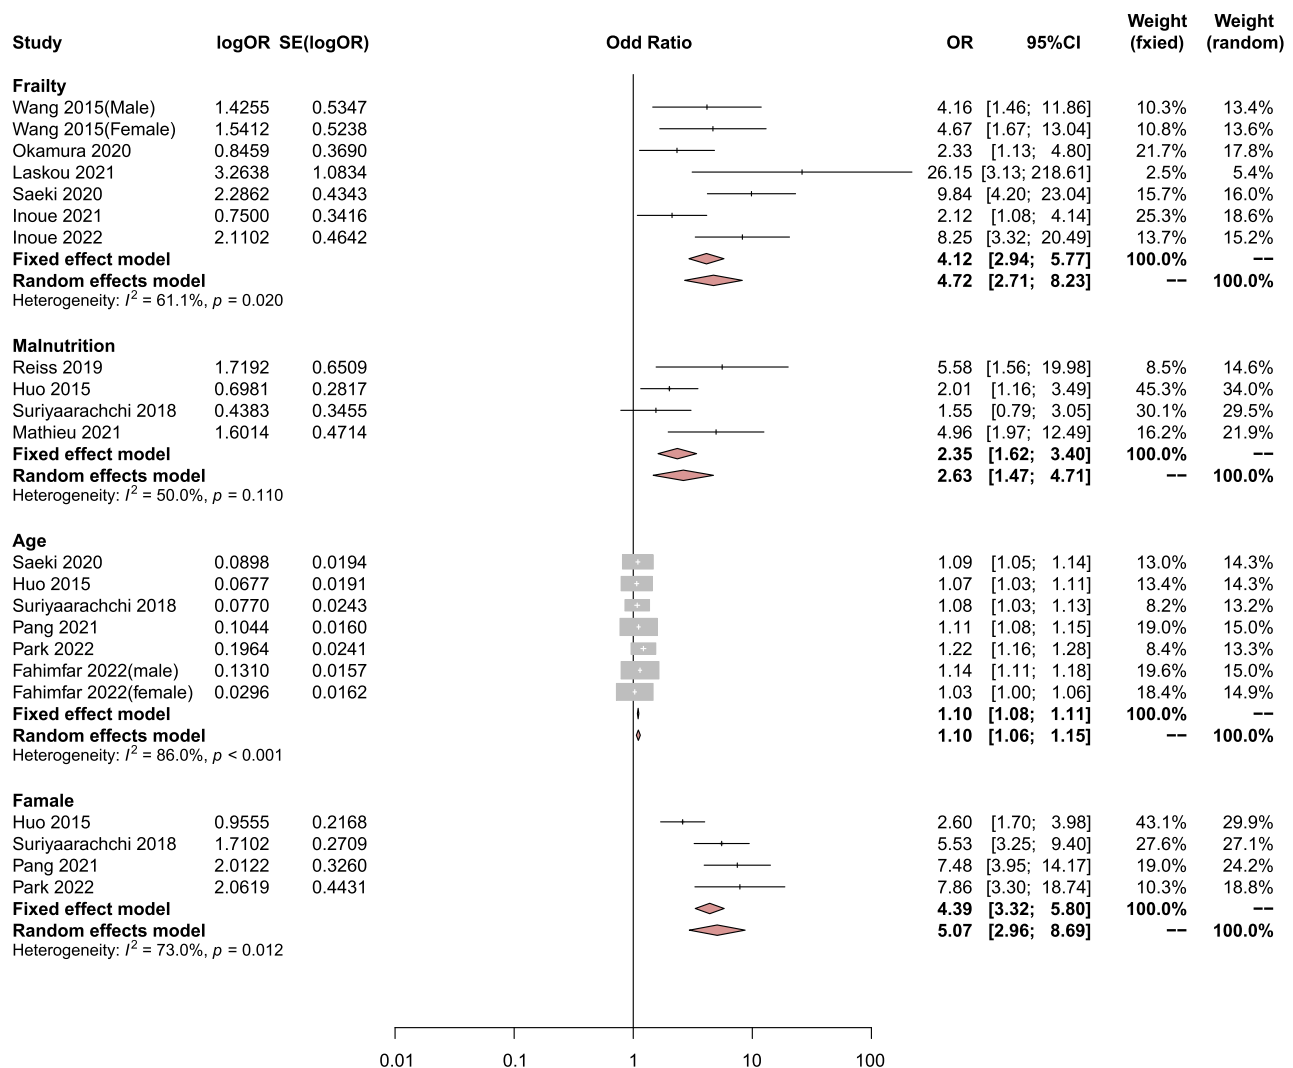 Weight Weight
Study logOR SE(logOR) Odd Ratio OR 95%CI (fxied) (random)
Frailty
Wang 2015(Male) 1.4255 0.5347 4.16 [1.46; 11.86] 10.3% 13.4%
Wang 2015(Female) 1.5412 0.5238 4.67 [1.67; 13.04] 10.8% 13.6%
Okamura 2020 0.8459 0.3690 2.33 [1.13; 4.80] 21.7% 17.8%
Laskou 2021 3.2638 1.0834 26.15 [3.13; 218.61] 2.5% 5.4%
Saeki 2020 2.2862 0.4343 9.84 [4.20; 23.04] 15.7% 16.0%
Inoue 2021 0.7500 0.3416 2.12 [1.08; 4.14] 25.3% 18.6%
Inoue 2022 2.1102 0.4642 8.25 [3.32; 20.49] 13.7% 15.2%
Fixed effect model 4.12 [2.94; 5.77] 100.0% −−
Random effects model 4.72 [2.71; 8.23] −− 100.0%
Heterogeneity: I² = 61.1%, p = 0.020
Malnutrition
Reiss 2019 1.7192 0.6509 5.58 [1.56; 19.98] 8.5% 14.6%
Huo 2015 0.6981 0.2817 2.01 [1.16; 3.49] 45.3% 34.0%
Suriyaarachchi 2018 0.4383 0.3455 1.55 [0.79; 3.05] 30.1% 29.5%
Mathieu 2021 1.6014 0.4714 4.96 [1.97; 12.49] 16.2% 21.9%
Fixed effect model 2.35 [1.62; 3.40] 100.0% −−
Random effects model 2.63 [1.47; 4.71] −− 100.0%
Heterogeneity: I² = 50.0%, p = 0.110
Age
Saeki 2020 0.0898 0.0194 1.09 [1.05; 1.14] 13.0% 14.3%
Huo 2015 0.0677 0.0191 1.07 [1.03; 1.11] 13.4% 14.3%
Suriyaarachchi 2018 0.0770 0.0243 1.08 [1.03; 1.13] 8.2% 13.2%
Pang 2021 0.1044 0.0160 1.11 [1.08; 1.15] 19.0% 15.0%
Park 2022 0.1964 0.0241 1.22 [1.16; 1.28] 8.4% 13.3%
Fahimfar 2022(male) 0.1310 0.0157 1.14 [1.11; 1.18] 19.6% 15.0%
Fahimfar 2022(female) 0.0296 0.0162 1.03 [1.00; 1.06] 18.4% 14.9%
Fixed effect model 1.10 [1.08; 1.11] 100.0% −−
Random effects model 1.10 [1.06; 1.15] −− 100.0%
Heterogeneity: I² = 86.0%, p < 0.001
Famale
Huo 2015 0.9555 0.2168 2.60 [1.70; 3.98] 43.1% 29.9%
Suriyaarachchi 2018 1.7102 0.2709 5.53 [3.25; 9.40] 27.6% 27.1%
Pang 2021 2.0122 0.3260 7.48 [3.95; 14.17] 19.0% 24.2%
Park 2022 2.0619 0.4431 7.86 [3.30; 18.74] 10.3% 18.8%
Fixed effect model 4.39 [3.32; 5.80] 100.0% −−
Random effects model 5.07 [2.96; 8.69] −− 100.0%
Heterogeneity: I² = 73.0%, p = 0.012
0.01 0.1 1 10 100